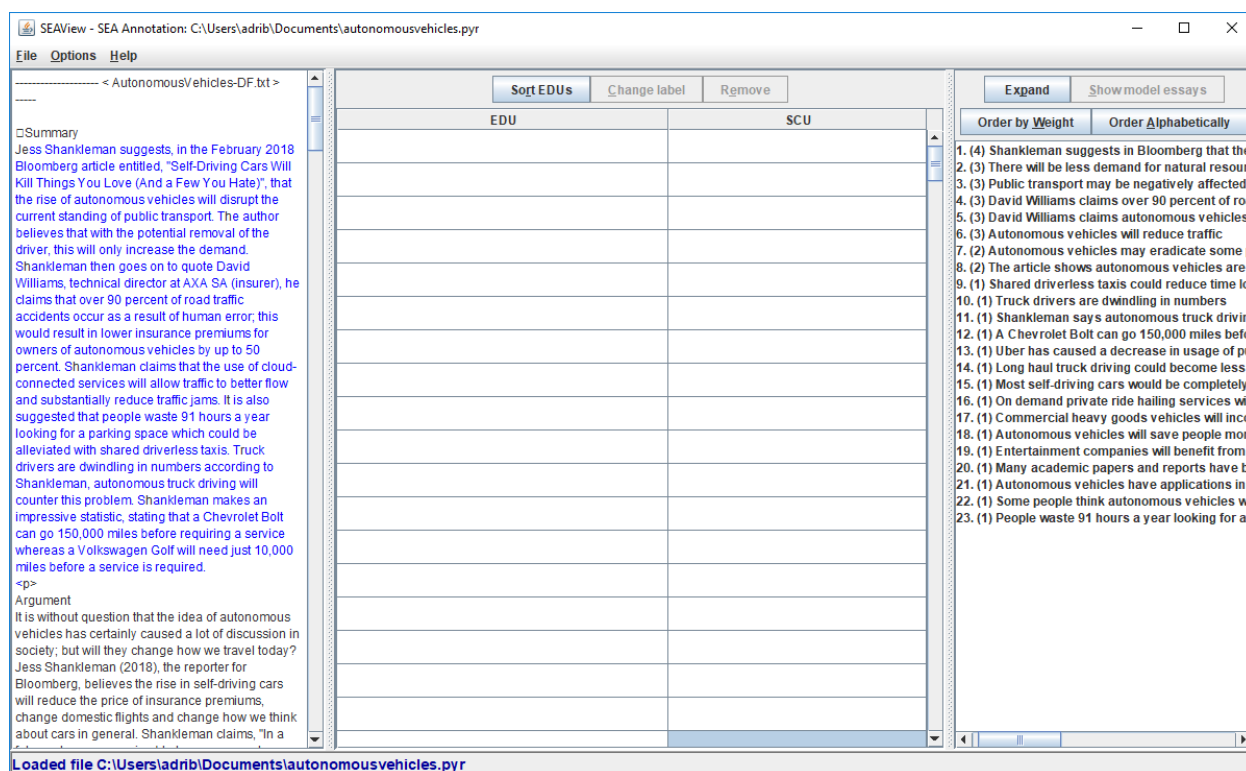 SEAView - SEA Annotation: C:\Users\adrib\Documents\autonomousvehicles.pyr
File Options Help
-------------------- < AutonomousVehicles-DF.txt >
-----
□Summary
Jess Shankleman suggests, in the February 2018
Bloomberg article entitled, "Self-Driving Cars Will
Kill Things You Love (And a Few You Hate)", that
the rise of autonomous vehicles will disrupt the
current standing of public transport. The author
believes that with the potential removal of the
driver, this will only increase the demand.
Shankleman then goes on to quote David
Williams, technical director at AXA SA (insurer), he
claims that over 90 percent of road traffic
accidents occur as a result of human error; this
would result in lower insurance premiums for
owners of autonomous vehicles by up to 50
percent. Shankleman claims that the use of cloud-
connected services will allow traffic to better flow
and substantially reduce traffic jams. It is also
suggested that people waste 91 hours a year
looking for a parking space which could be
alleviated with shared driverless taxis. Truck
drivers are dwindling in numbers according to
Shankleman, autonomous truck driving will
counter this problem. Shankleman makes an
impressive statistic, stating that a Chevrolet Bolt
can go 150,000 miles before requiring a service
whereas a Volkswagen Golf will need just 10,000
miles before a service is required.
<p>
Argument
It is without question that the idea of autonomous
vehicles has certainly caused a lot of discussion in
society; but will they change how we travel today?
Jess Shankleman (2018), the reporter for
Bloomberg, believes the rise in self-driving cars
will reduce the price of insurance premiums,
change domestic flights and change how we think
about cars in general. Shankleman claims, "In a
Sort EDUs Change label Remove
EDU SCU
Expand Show model essays
Order by Weight Order Alphabetically
1. (4) Shankleman suggests in Bloomberg that the
2. (3) There will be less demand for natural resour
3. (3) Public transport may be negatively affected
4. (3) David Williams claims over 90 percent of ro
5. (3) David Williams claims autonomous vehicles
6. (3) Autonomous vehicles will reduce traffic
7. (2) Autonomous vehicles may eradicate some
8. (2) The article shows autonomous vehicles are
9. (1) Shared driverless taxis could reduce time lo
10. (1) Truck drivers are dwindling in numbers
11. (1) Shankleman says autonomous truck drivin
12. (1) A Chevrolet Bolt can go 150,000 miles befo
13. (1) Uber has caused a decrease in usage of pu
14. (1) Long haul truck driving could become less
15. (1) Most self-driving cars would be completely
16. (1) On demand private ride hailing services wi
17. (1) Commercial heavy goods vehicles will inco
18. (1) Autonomous vehicles will save people mon
19. (1) Entertainment companies will benefit from
20. (1) Many academic papers and reports have b
21. (1) Autonomous vehicles have applications in
22. (1) Some people think autonomous vehicles w
23. (1) People waste 91 hours a year looking for a
Loaded file C:\Users\adrib\Documents\autonomousvehicles.pyr